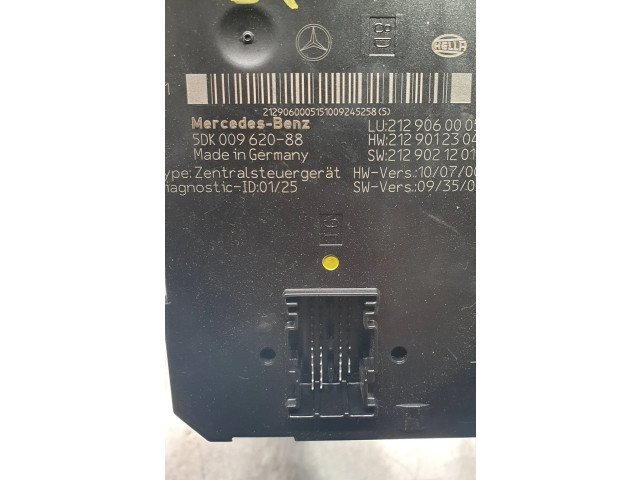 HELLA
2129060005151009245258 (5)
Mercedes-Benz
5DK 009 620-88
Made in Germany
ype: Zentralsteuergerät
iagnostic-ID:01/25
LU:212 906 00 05
HW:212 901 23 04
SW:212 902 12 01
HW-Vers.:10/07/00
SW-Vers.:09/35/0